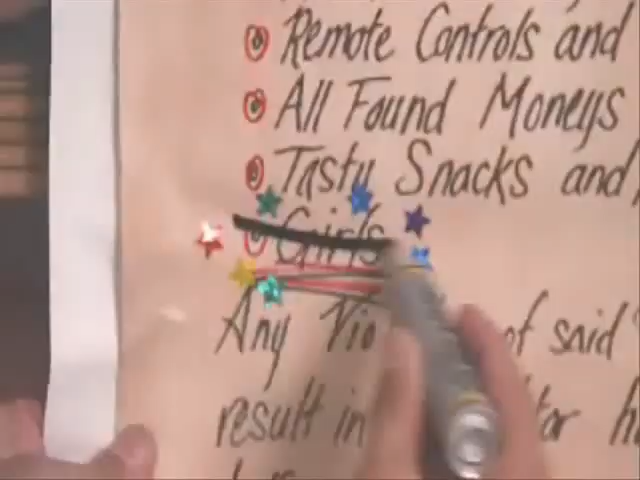 Remote Controls and
All Found Moneys
Tasty Snacks and
Girls
Any of said
result in